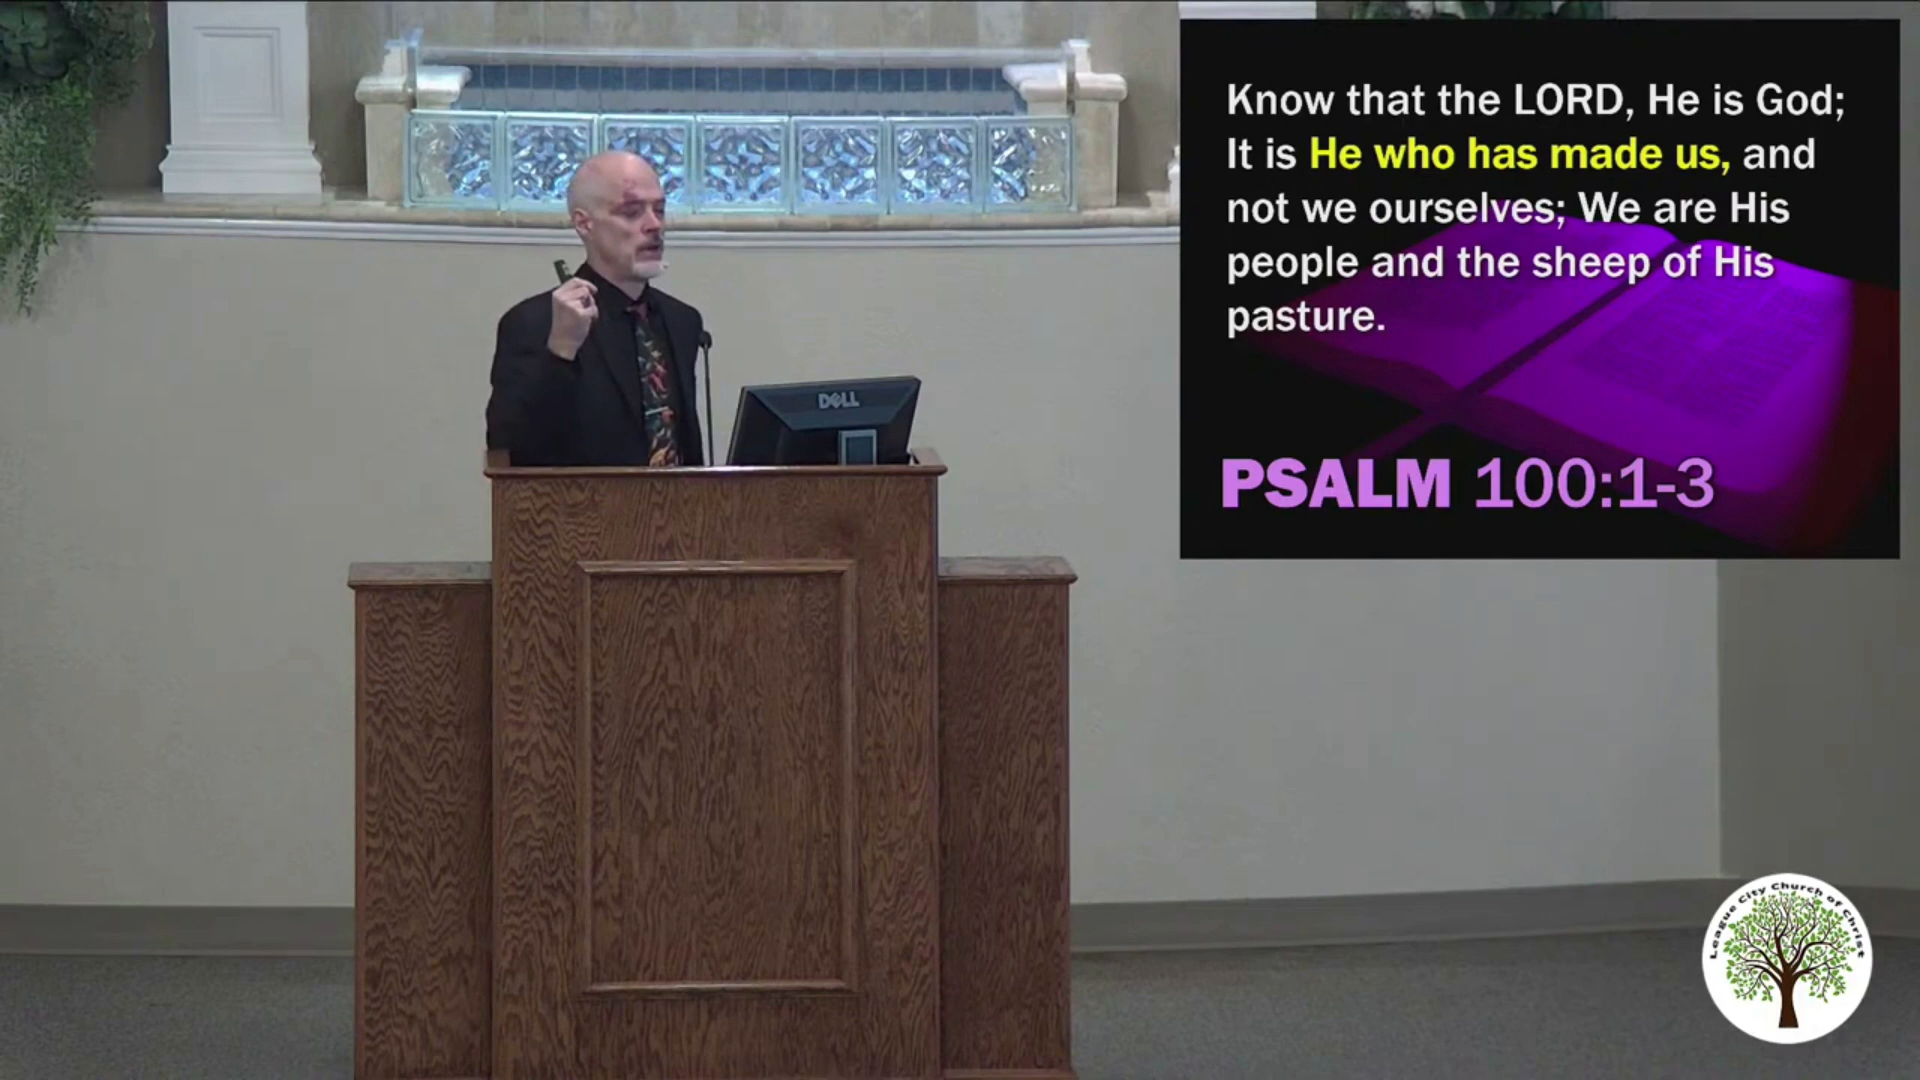 Know that the LORD, He is God;
It is He who has made us, and
not we ourselves; We are His
people and the sheep of His
pasture.
PSALM 100:1-3
DELL
League City Church of Christ